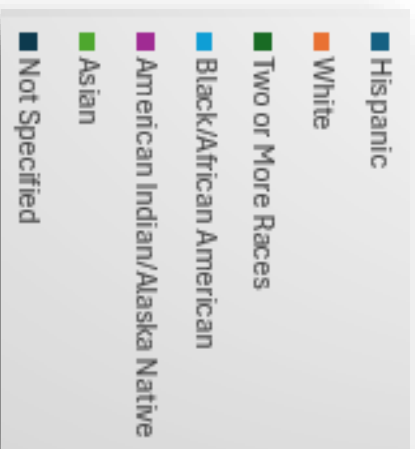 Hispanic
White
Two or More Races
Black/African American
American Indian/Alaska Native
Asian
Not Specified